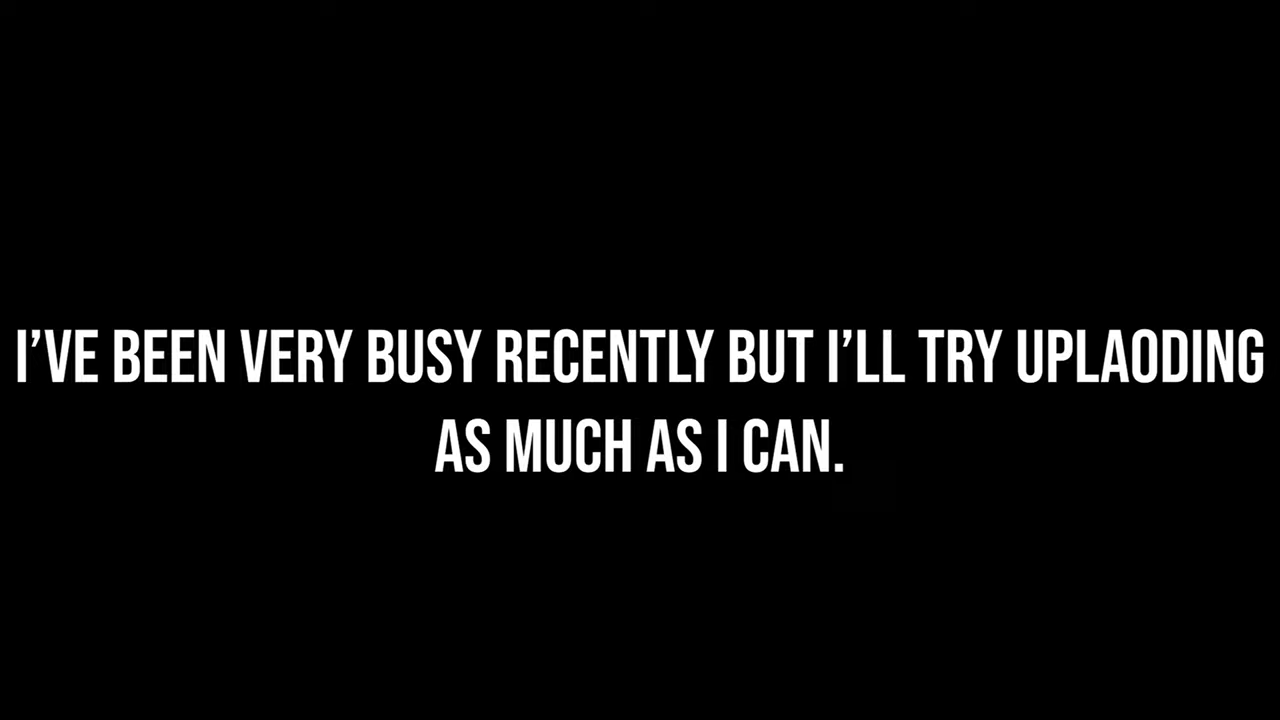 I'VE BEEN VERY BUSY RECENTLY BUT I'LL TRY UPLAODING
AS MUCH AS I CAN.